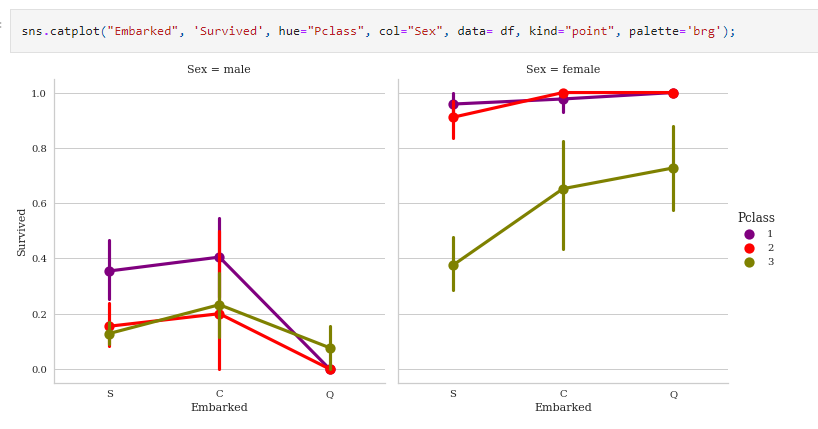 sns.catplot("Embarked", 'Survived', hue="Pclass", col="Sex", data= df, kind="point", palette='brg');
Sex = male
Sex = female
1.0
0.8
0.6
0.4
0.2
0.0
Survived
S C Q
Embarked
S C Q
Embarked
Pclass
1
2
3